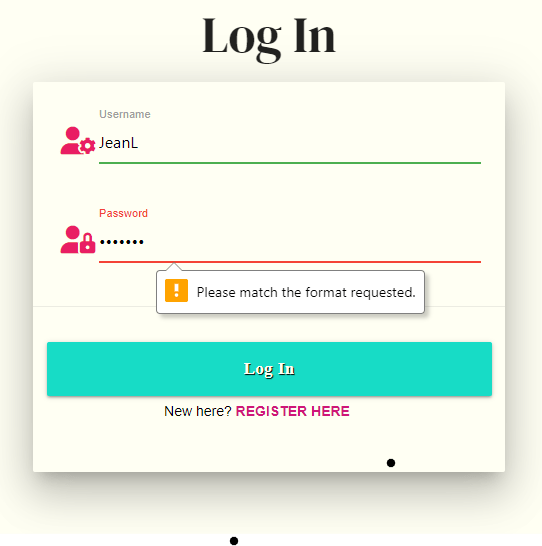 Log In
Username
JeanL
Password
•••••••
Please match the format requested.
Log In
New here? REGISTER HERE